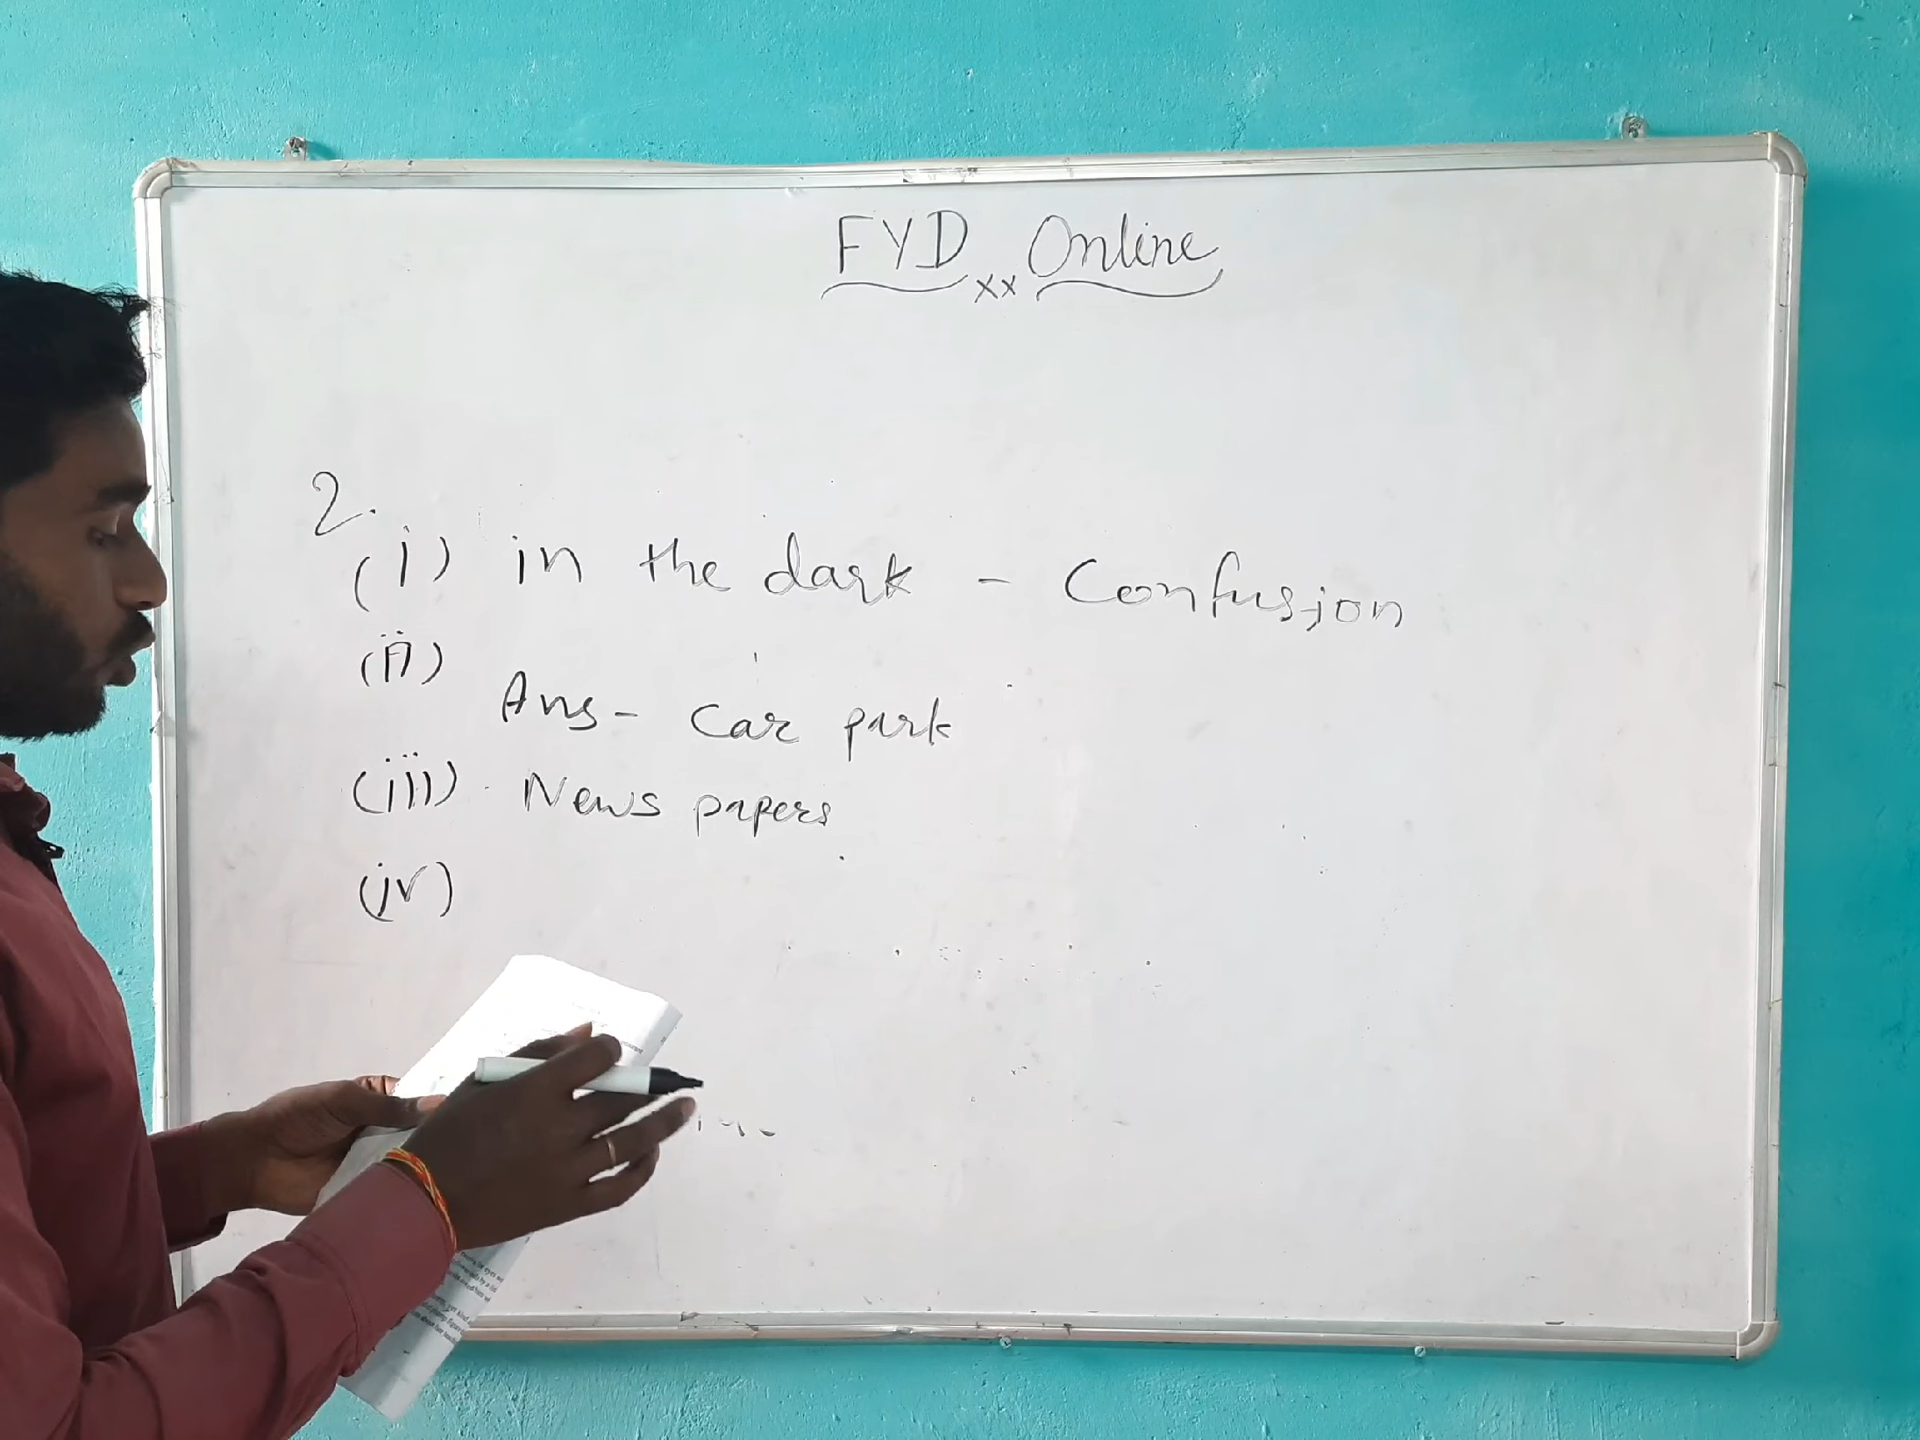 FYD xx Online
2.
(i) in the dark - Confusion
(ii)
Ans - Car park
(iii) News papers
(iv)